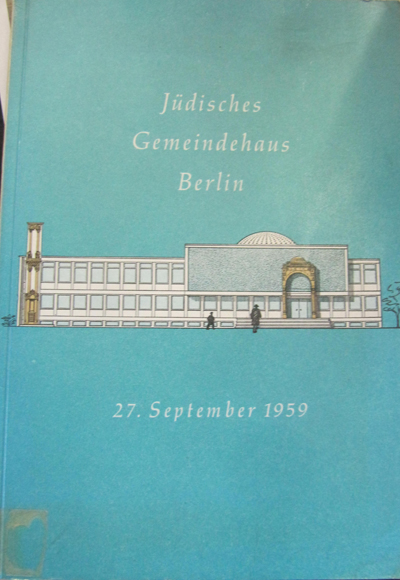 Jüdisches
Gemeindehaus
Berlin
27. September 1959